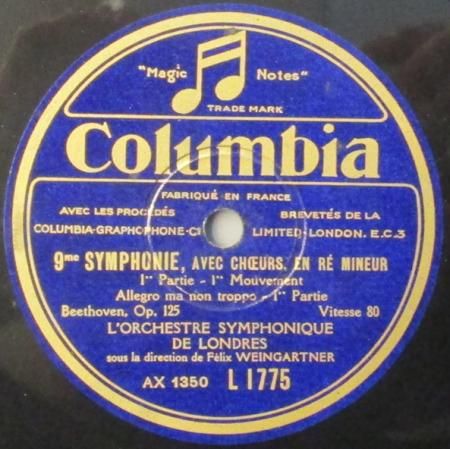 "Magic Notes"
TRADE MARK
Columbia
FABRIQUÉ EN FRANCE
AVEC LES PROCÉDÉS BREVETÉS DE LA
COLUMBIA-GRAPHOPHONE-Cº LIMITED-LONDON. E.C.3
9me SYMPHONIE, AVEC CHŒURS, EN RÉ MINEUR
1re Partie - 1er Mouvement
Allegro ma non troppo - 1re Partie
Beethoven, Op. 125 Vitesse 80
L'ORCHESTRE SYMPHONIQUE
DE LONDRES
sous la direction de Félix WEINGARTNER
AX 1350 L 1775